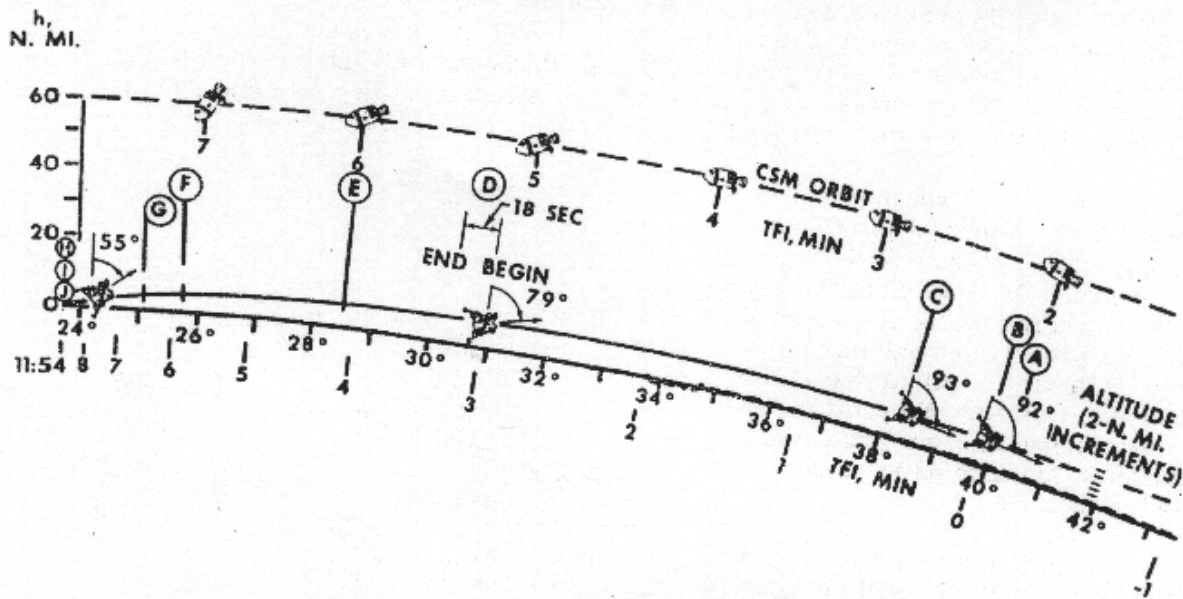 h,
N. MI.
60
40
20
0
7
6
5
4
3
2
CSM ORBIT
TFI, MIN
H
I
J
G
F
E
D
C
B
A
55°
18 SEC
END BEGIN
79°
93°
92°
ALTITUDE
(2-N. MI.
INCREMENTS)
24°
26°
28°
30°
32°
34°
36°
38°
40°
42°
11:54
8
7
6
5
4
3
2
1
0
-1
TFI, MIN